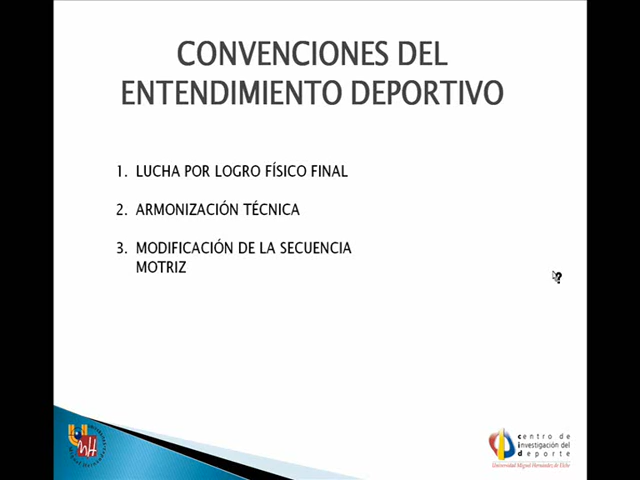 CONVENCIONES DEL
ENTENDIMIENTO DEPORTIVO
1. LUCHA POR LOGRO FÍSICO FINAL
2. ARMONIZACIÓN TÉCNICA
3. MODIFICACIÓN DE LA SECUENCIA
MOTRIZ
centro de
investigación del
deporte
Universidad Miguel Hernández de Elche